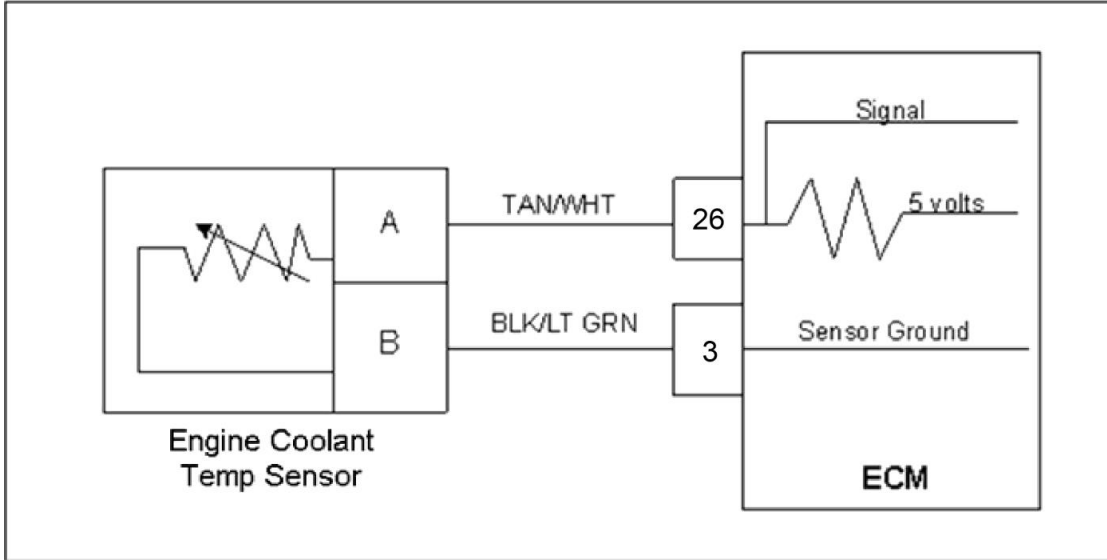 Signal
TAN/WHT
5 volts
A
26
BLK/LT GRN
Sensor Ground
B
3
Engine Coolant
Temp Sensor
ECM